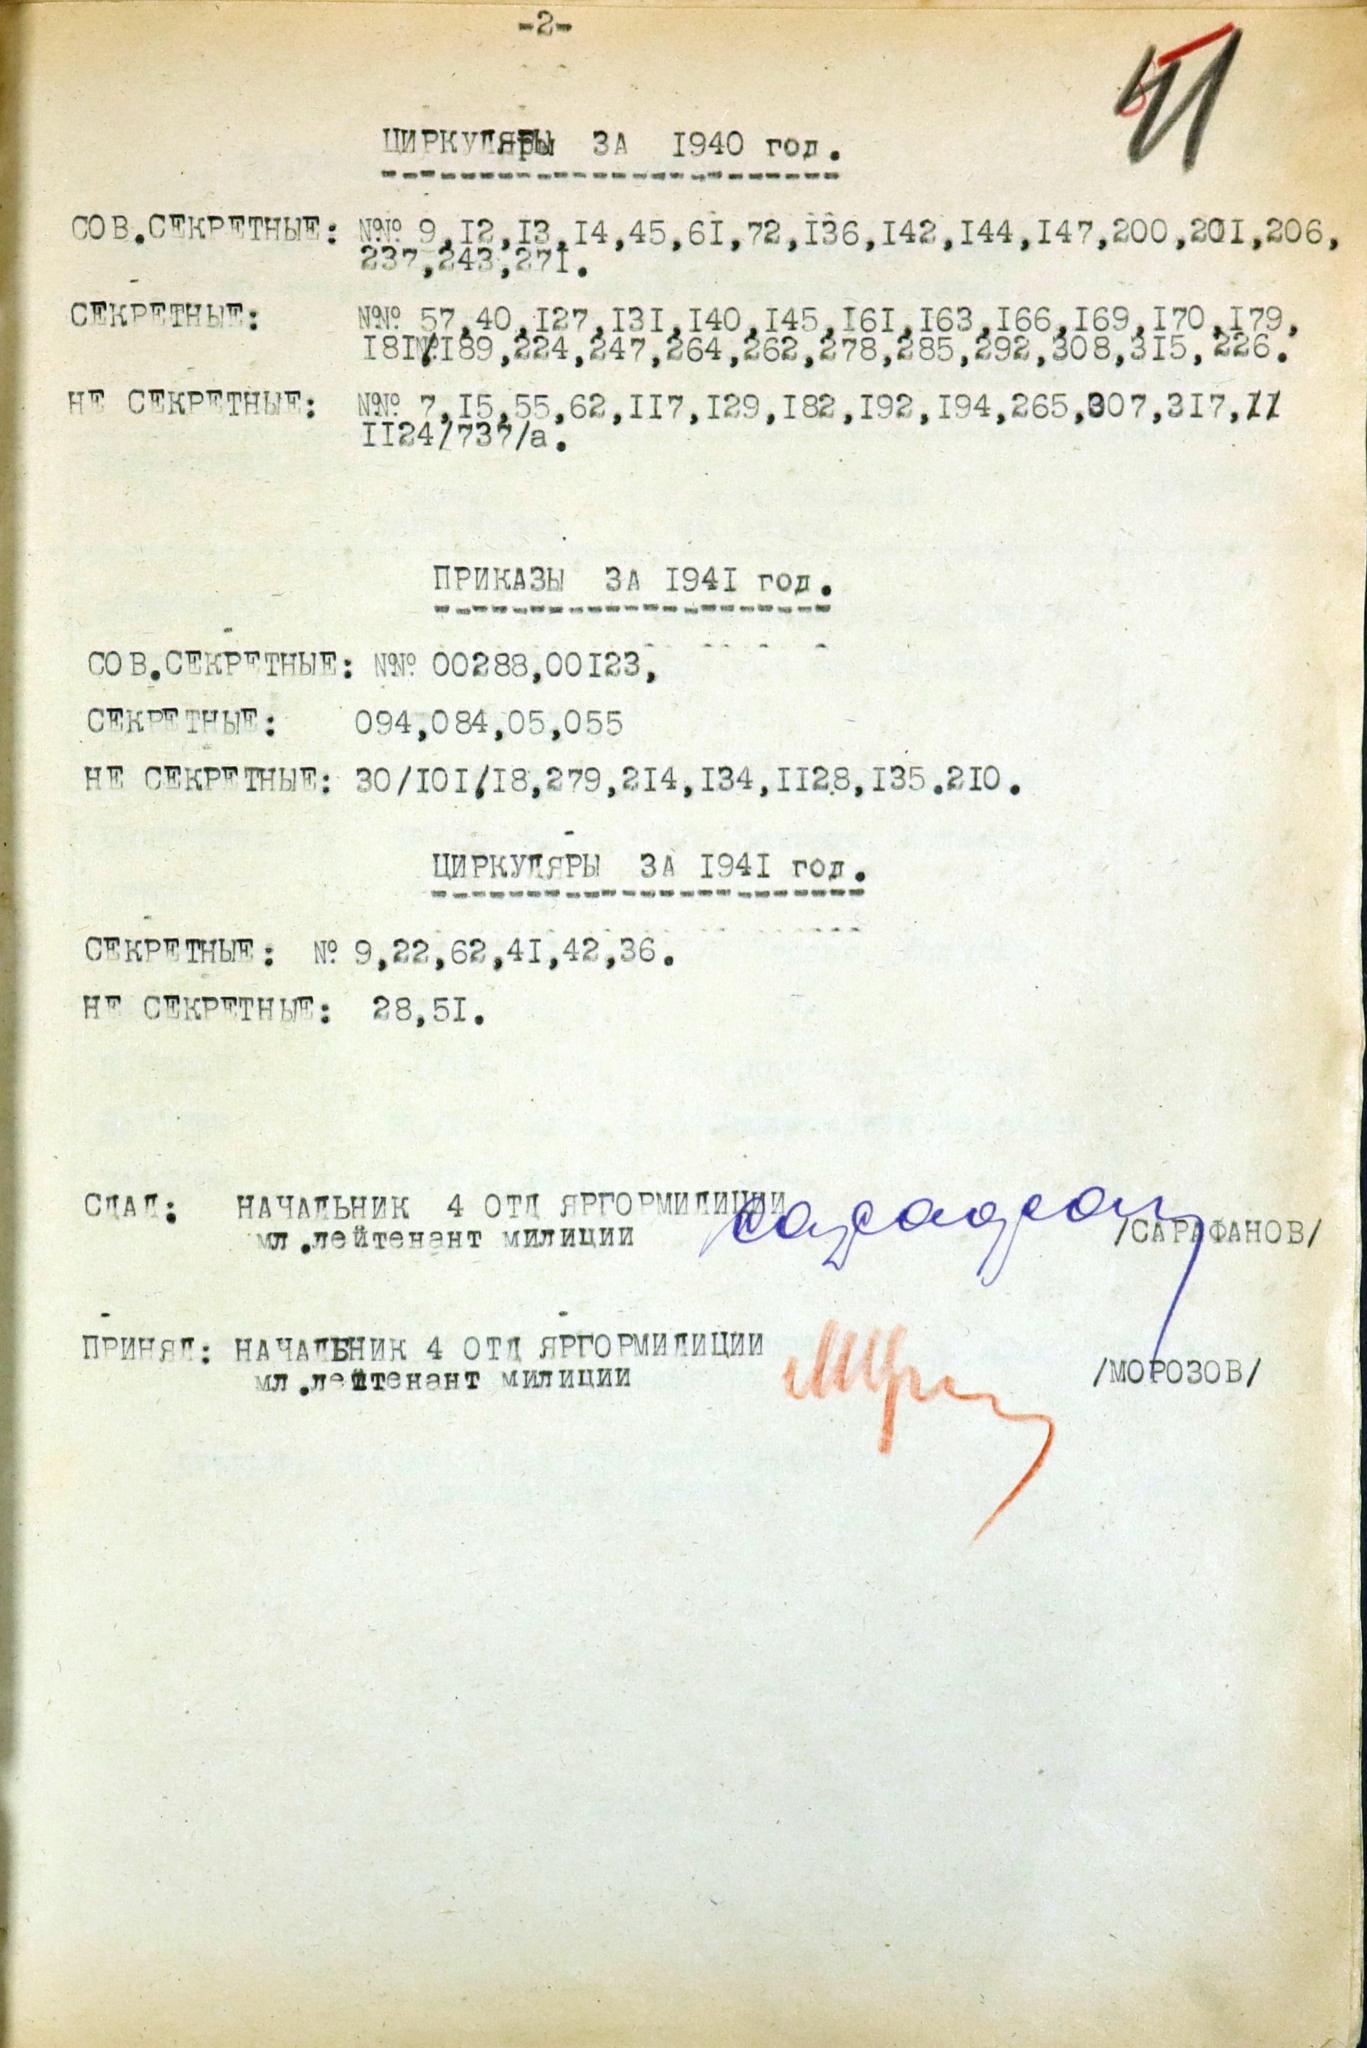 -2-
41
ЦИРКУЛЯРЫ ЗА 1940 год.
СОВ.СЕКРЕТНЫЕ: №№ 9,12,13,14,45,61,72,136,142,144,147,200,201,206,
237,243,271.
СЕКРЕТНЫЕ: №№ 57,40,127,131,140,145,161,163,166,169,170,179,
181,189,224,247,264,262,278,285,292,308,315,226.
НЕ СЕКРЕТНЫЕ: №№ 7,15,55,62,117,129,182,192,194,265,307,317,
1124/737/а.
ПРИКАЗЫ ЗА 1941 год.
СОВ.СЕКРЕТНЫЕ: №№ 00288,00123,
СЕКРЕТНЫЕ: 094,084,05,055
НЕ СЕКРЕТНЫЕ: 30/101,18,279,214,134,1128,135.210.
ЦИРКУЛЯРЫ ЗА 1941 год.
СЕКРЕТНЫЕ: № 9,22,62,41,42,36.
НЕ СЕКРЕТНЫЕ: 28,51.
СДАЛ: НАЧАЛЬНИК 4 ОТД ЯРГОРМИЛИЦИИ
мл.лейтенант милиции /САРАФАНОВ/
ПРИНЯЛ: НАЧАЛЬНИК 4 ОТД ЯРГОРМИЛИЦИИ
мл.лейтенант милиции /МОРОЗОВ/